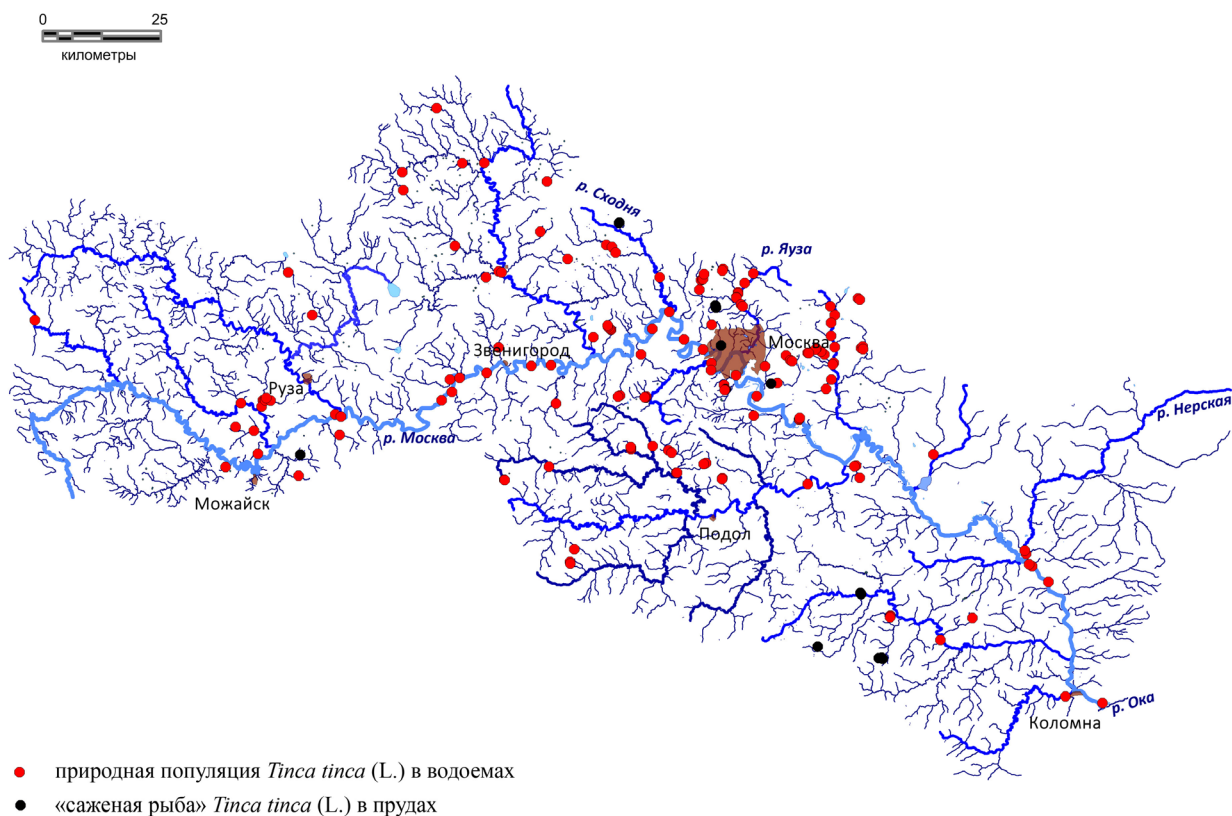 0 25
километры
р. Сходня
р. Яуза
Москва
Звенигород
Руза
р. Нерская
р. Москва
Можайск
Подол
р. Ока
Коломна
природная популяция Tinca tinca (L.) в водоемах
«саженая рыба» Tinca tinca (L.) в прудах